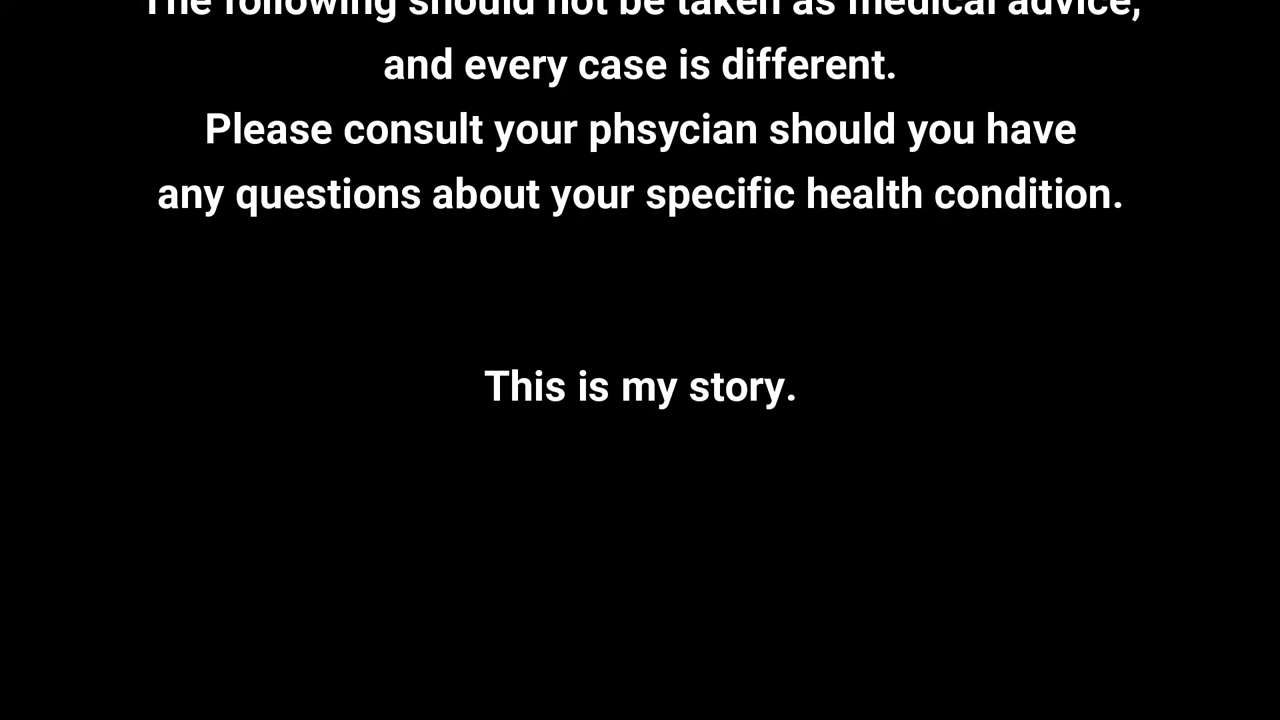 The following should not be taken as medical advice,
and every case is different.
Please consult your phsycian should you have
any questions about your specific health condition.
This is my story.